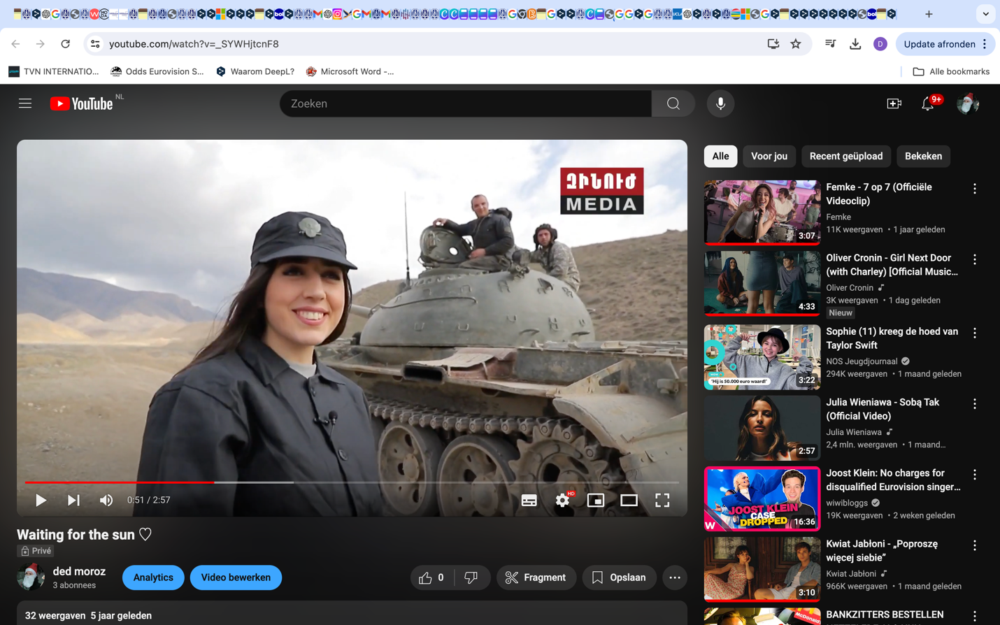 youtube.com/watch?v=_SYWHjtcnF8
D
Update afronden
TVN INTERNATIO...
Odds Eurovision S...
Waarom DeepL?
Microsoft Word -...
Alle bookmarks
YouTube NL
Zoeken
9+
ԶԻՆՈՒԺ
MEDIA
0:51 / 2:57
HD
Waiting for the sun ♡
Privé
ded moroz
3 abonnees
Analytics
Video bewerken
0
Fragment
Opslaan
32 weergaven 5 jaar geleden
Alle
Voor jou
Recent geüpload
Bekeken
3:07
Femke - 7 op 7 (Officiële
Videoclip)
Femke
11K weergaven • 1 jaar geleden
4:33
Oliver Cronin - Girl Next Door
(with Charley) [Official Music...
Oliver Cronin
3K weergaven • 1 dag geleden
Nieuw
"Hij is 50.000 euro waard!"
3:22
Sophie (11) kreeg de hoed van
Taylor Swift
NOS Jeugdjournaal
294K weergaven • 1 maand geleden
2:57
Julia Wieniawa - Sobą Tak
(Official Video)
Julia Wieniawa
2,4 mln. weergaven • 1 maand...
JOOST KLEIN
CASE
DROPPED
W
16:36
Joost Klein: No charges for
disqualified Eurovision singer...
wiwibloggs
19K weergaven • 2 weken geleden
3:10
Kwiat Jabłoni - „Poproszę
więcej siebie”
Kwiat Jabłoni
966K weergaven • 1 maand geleden
McDonald
BANKZITTERS BESTELLEN